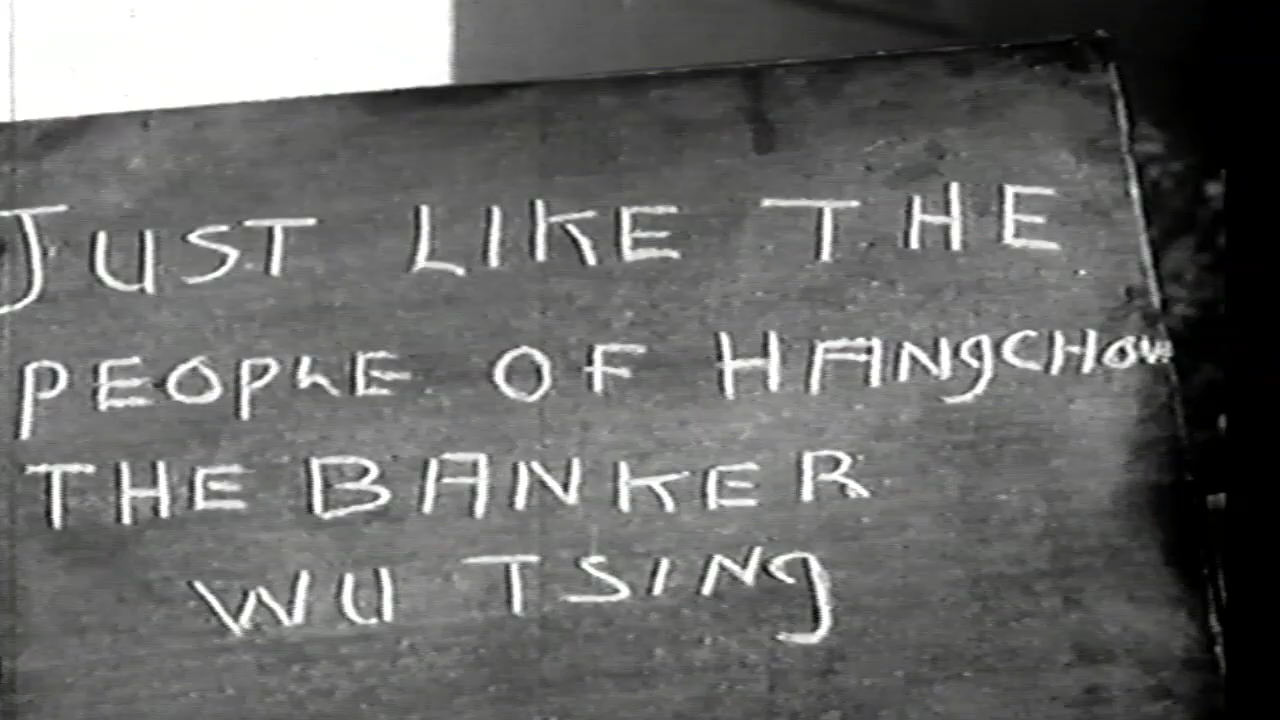 JUST LIKE THE
PEOPLE OF HANgCHOW
THE BANKER
WU TSINg